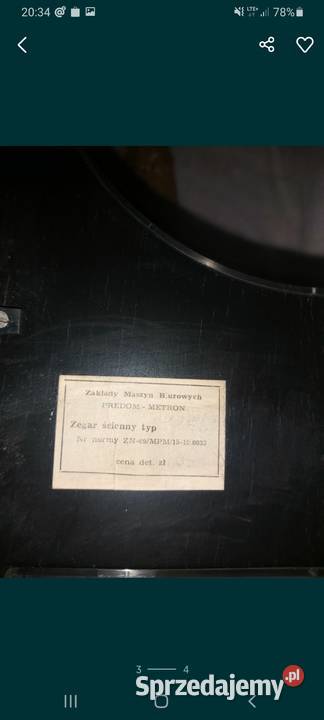 20:34
LTE+
78%
Zakłady Maszyn Biurowych
PREDOM - METRON
Zegar ścienny typ
Nr normy
cena det. zł
3 4
Sprzedajemy.pl